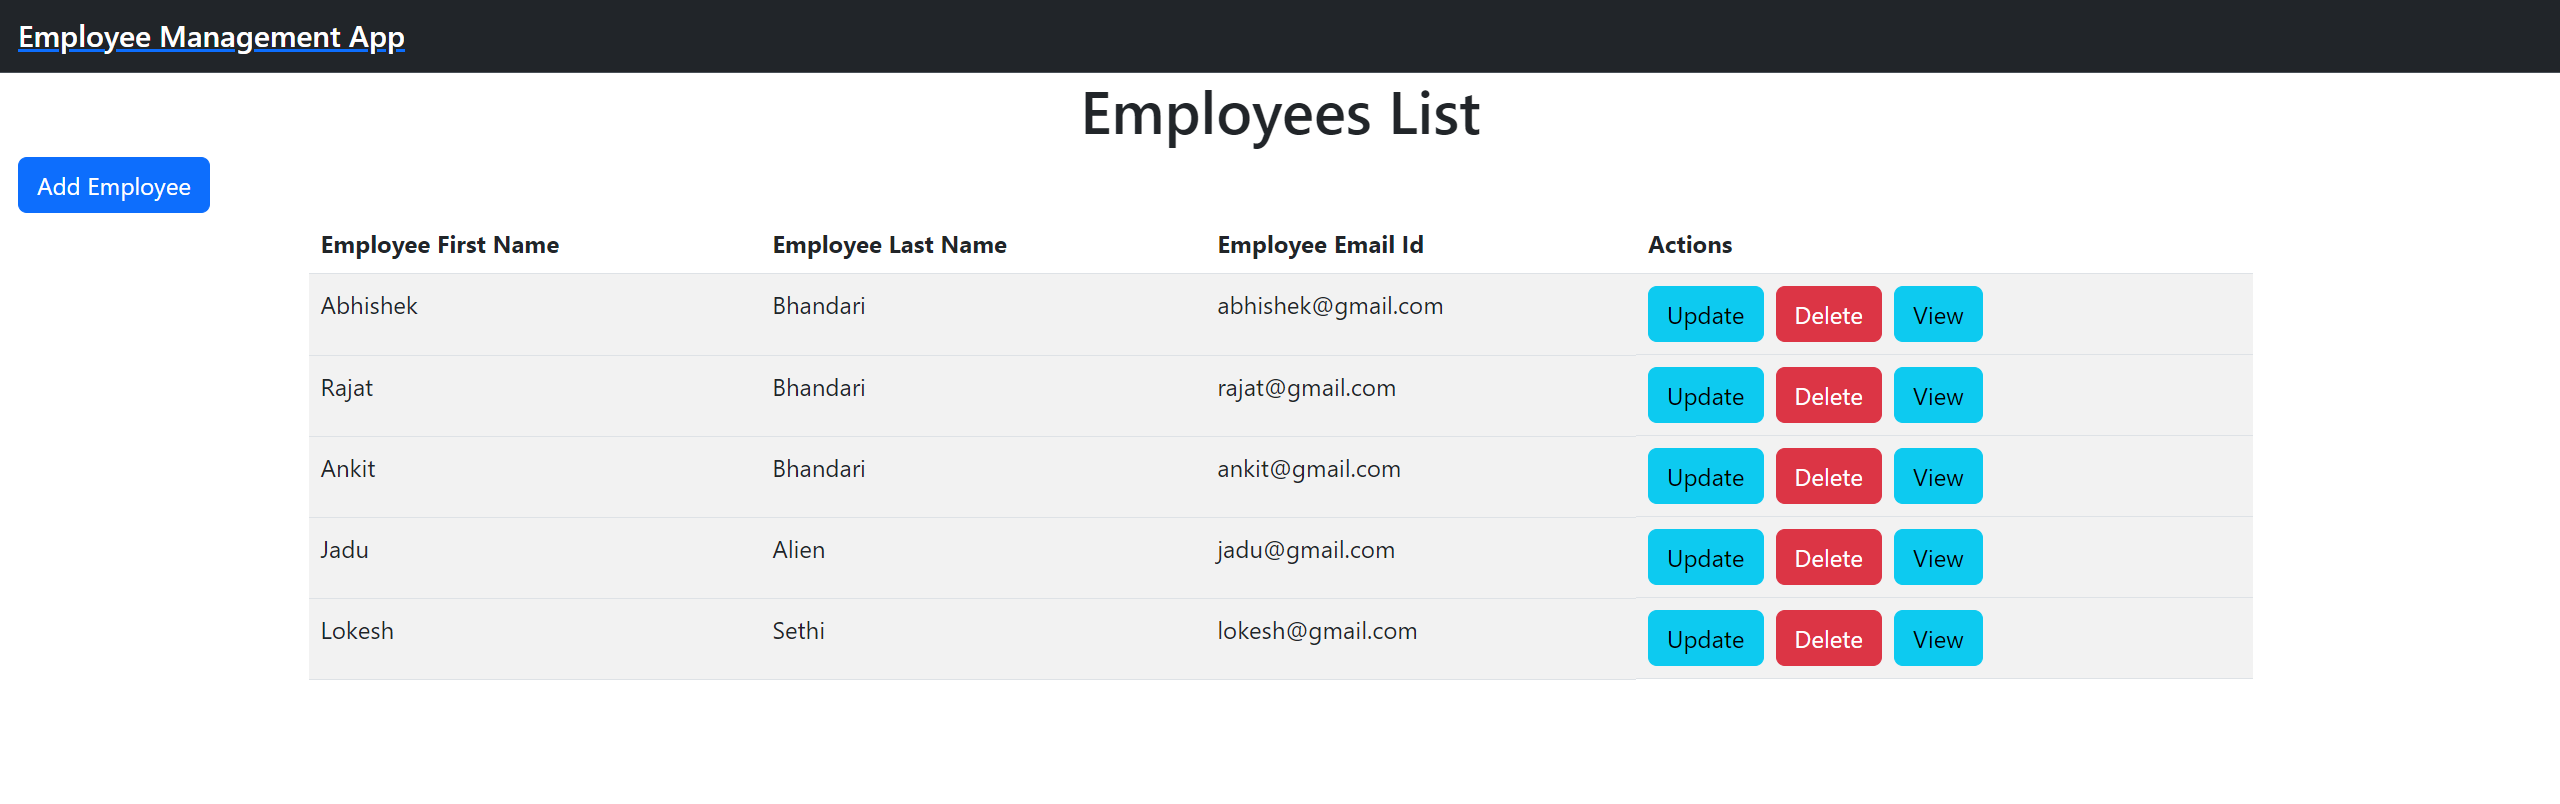 Employee Management App
Employees List
Add Employee
Employee First Name Employee Last Name Employee Email Id Actions
Abhishek Bhandari abhishek@gmail.com Update Delete View
Rajat Bhandari rajat@gmail.com Update Delete View
Ankit Bhandari ankit@gmail.com Update Delete View
Jadu Alien jadu@gmail.com Update Delete View
Lokesh Sethi lokesh@gmail.com Update Delete View